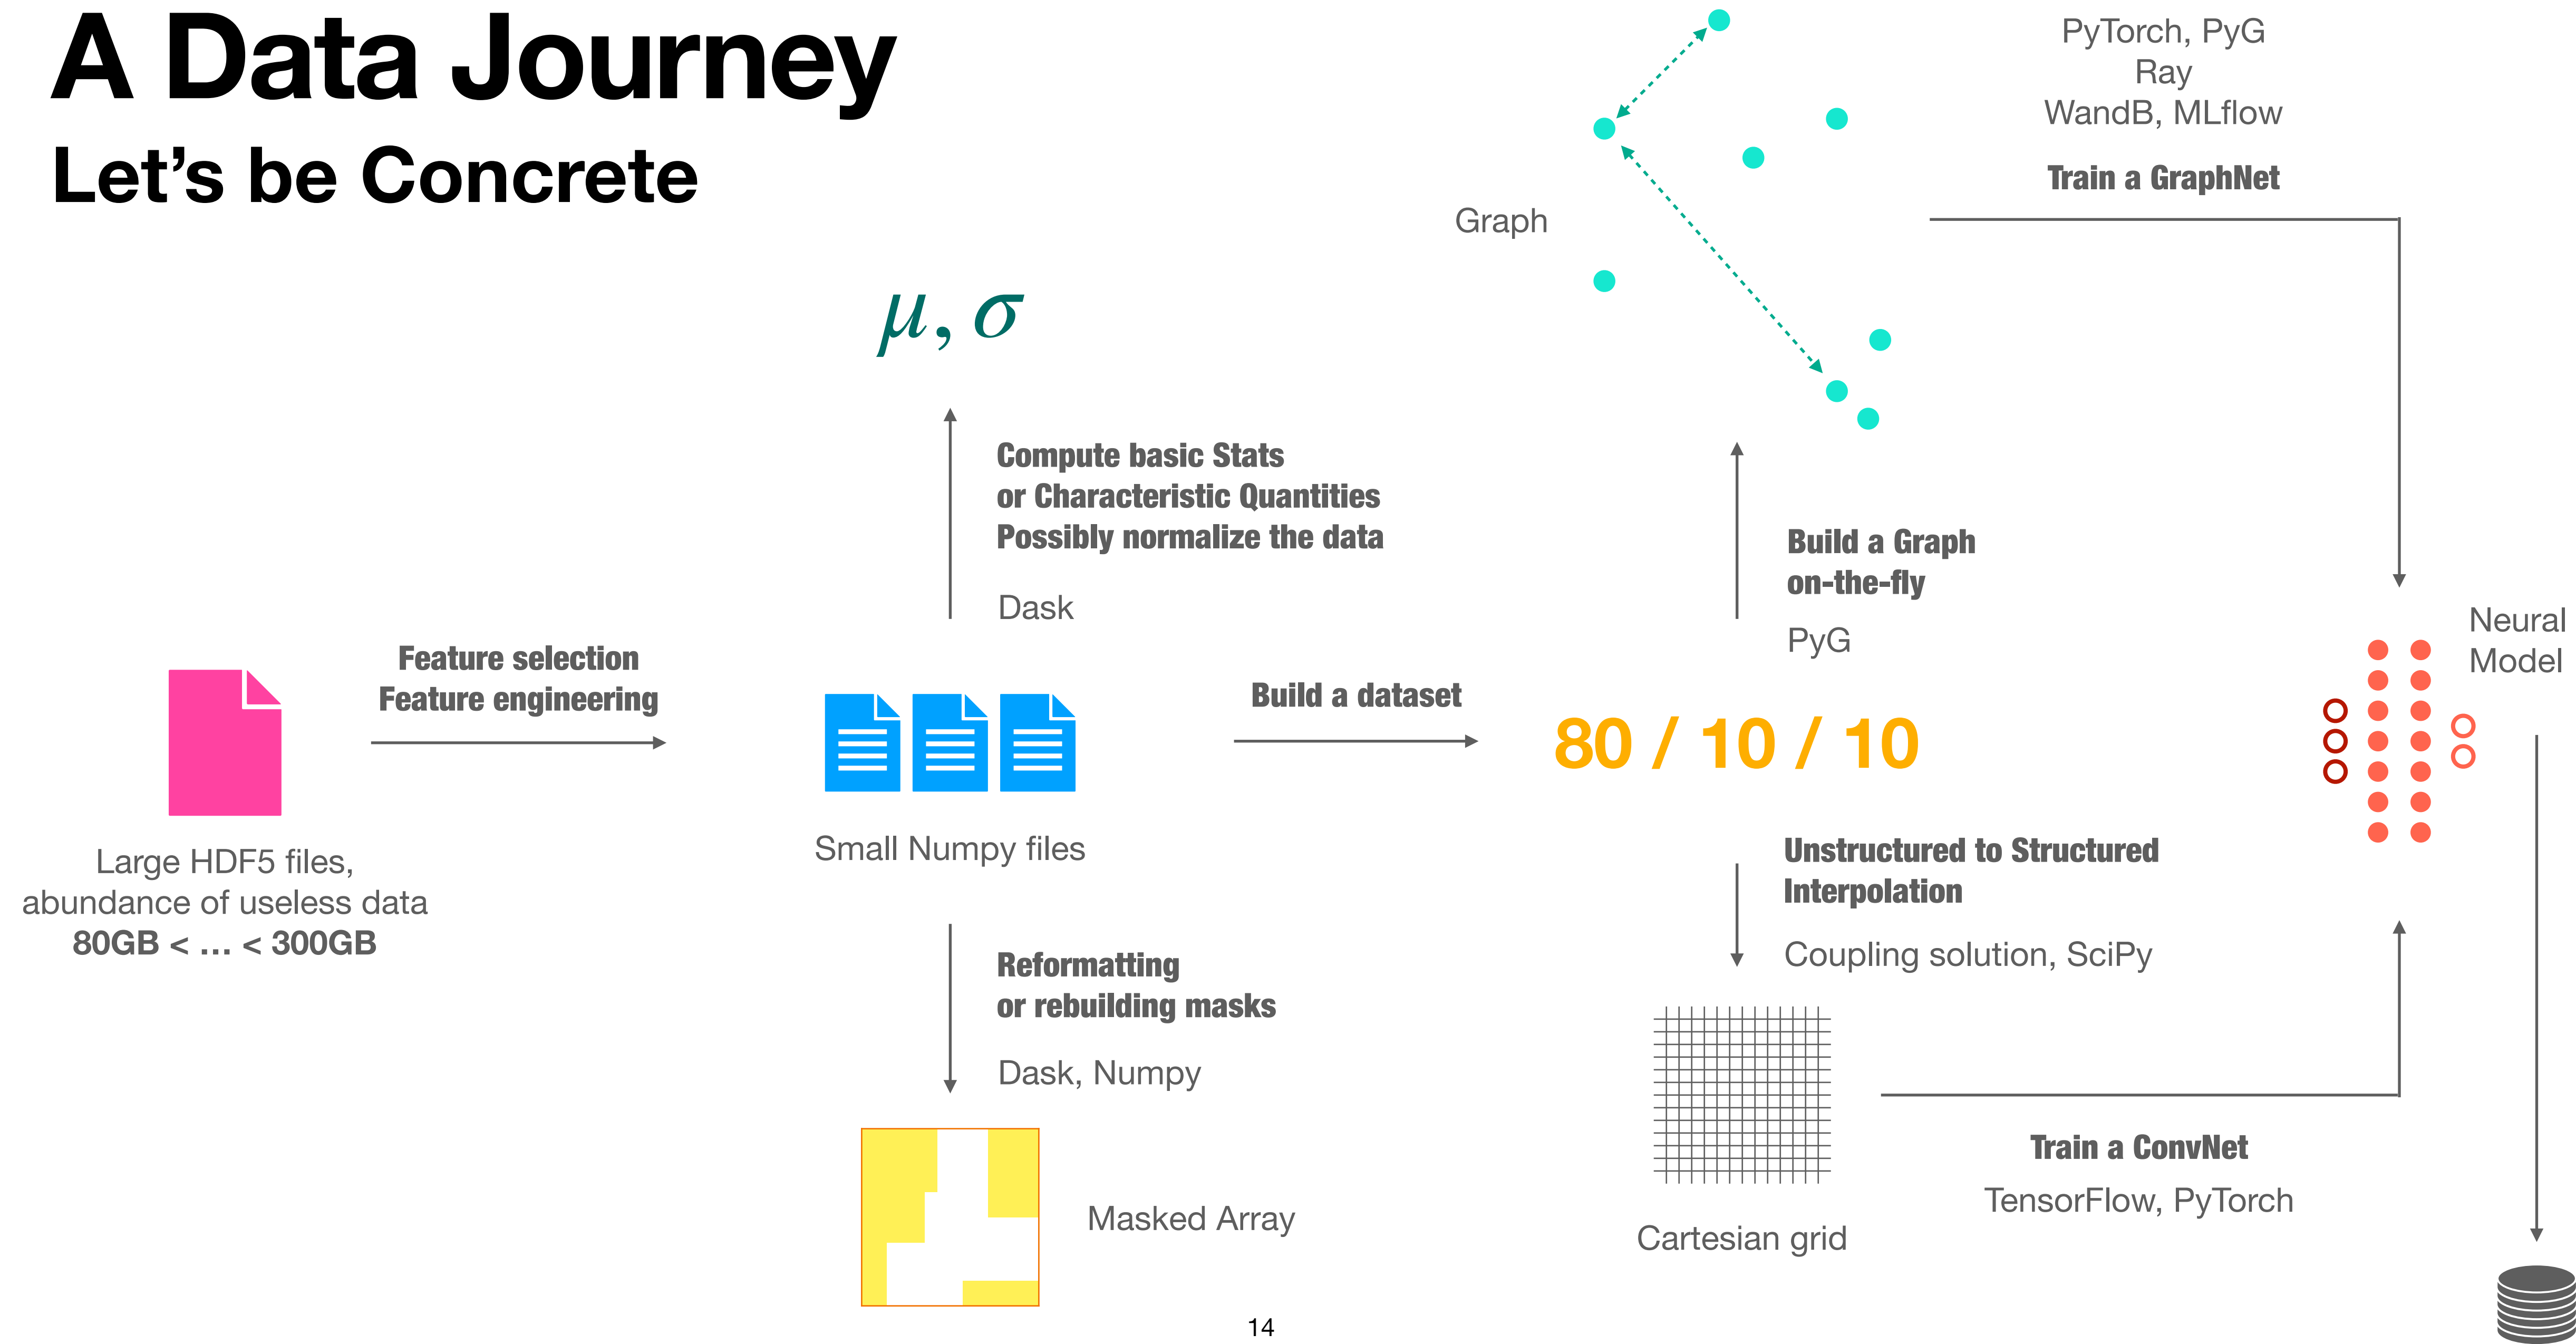 A Data Journey
Let's be Concrete
PyTorch, PyG
Ray
WandB, MLflow
Train a GraphNet
Graph
μ, σ
Compute basic Stats
or Characteristic Quantities
Possibly normalize the data
Dask
Build a Graph
on-the-fly
PyG
Neural
Model
Feature selection
Feature engineering
Build a dataset
80 / 10 / 10
Large HDF5 files,
abundance of useless data
80GB < ... < 300GB
Small Numpy files
Unstructured to Structured
Interpolation
Coupling solution, SciPy
Reformatting
or rebuilding masks
Dask, Numpy
Train a ConvNet
TensorFlow, PyTorch
Masked Array
Cartesian grid
14